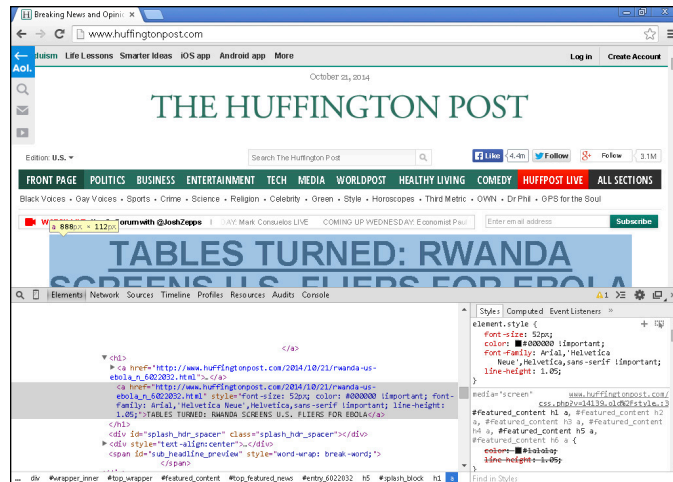 Breaking News and Opinic
www.huffingtonpost.com
duism Life Lessons Smarter Ideas iOS app Android app More Log in Create Account
Aol.
October 21, 2014
THE HUFFINGTON POST
Edition: U.S. Search The Huffington Post Like 4.4m Follow Follow 3.1M
FRONT PAGE POLITICS BUSINESS ENTERTAINMENT TECH MEDIA WORLDPOST HEALTHY LIVING COMEDY HUFFPOST LIVE ALL SECTIONS
Black Voices • Gay Voices • Sports • Crime • Science • Religion • Celebrity • Green • Style • Horoscopes • Third Metric • OWN • Dr Phil • GPS for the Soul
Forum with @JoshZepps DAY: Mark Consuelos LIVE COMING UP WEDNESDAY: Economist Paul Enter email address Subscribe
a 888px × 112px
TABLES TURNED: RWANDA
SCREENS U.S. FLIERS FOR EBOLA
Elements Network Sources Timeline Profiles Resources Audits Console 1
</a>
▼<h1>
▶<a href="http://www.huffingtonpost.com/2014/10/21/rwanda-us-
ebola_n_6022032.html">…</a>
<a href="http://www.huffingtonpost.com/2014/10/21/rwanda-us-
ebola_n_6022032.html" style="font-size: 52px; color: #000000 !important; font-
family: Arial,'Helvetica Neue',Helvetica,sans-serif !important; line-height:
1.05;">TABLES TURNED: RWANDA SCREENS U.S. FLIERS FOR EBOLA</a>
</h1>
<div id="splash_hdr_spacer" class="splash_hdr_spacer"></div>
▶<div style="text-align:center">…</div>
<span id="sub_headline_preview" style="word-wrap: break-word;">
</span>
... div #wrapper_inner #top_wrapper #featured_content #top_featured_news #entry_6022032 h5 #splash_block h1 a
Styles Computed Event Listeners »
element.style {
font-size: 52px;
color: #000000 !important;
font-family: Arial,'Helvetica
Neue',Helvetica,sans-serif !important;
line-height: 1.05;
}
media="screen" www.huffingtonpost.com/
css.php?v=14139.old%2Fstyle.:3
#featured_content h1 a, #featured_content h2
a, #featured_content h3 a, #featured_content
h4 a, #featured_content h5 a,
#featured_content h6 a {
color: #1a1a1a;
line-height: 1.05;
}
Find in Styles